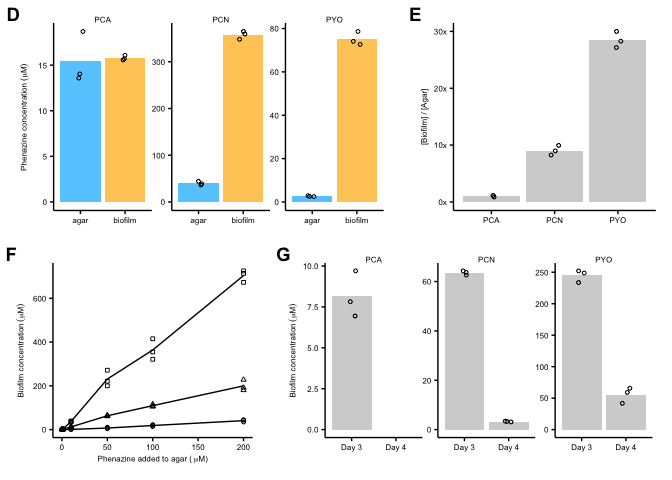 D
PCA
PCN
PYO
Phenazine concentration (μM)
15
10
5
0
300
200
100
0
80
60
40
20
0
agar
biofilm
agar
biofilm
agar
biofilm
E
[Biofilm] / [Agar]
30x
20x
10x
0x
PCA
PCN
PYO
F
Biofilm concentration (μM)
600
400
200
0
0
50
100
150
200
Phenazine added to agar (μM)
G
PCA
PCN
PYO
Biofilm concentration (μM)
10.0
7.5
5.0
2.5
0.0
60
40
20
0
250
200
150
100
50
0
Day 3
Day 4
Day 3
Day 4
Day 3
Day 4